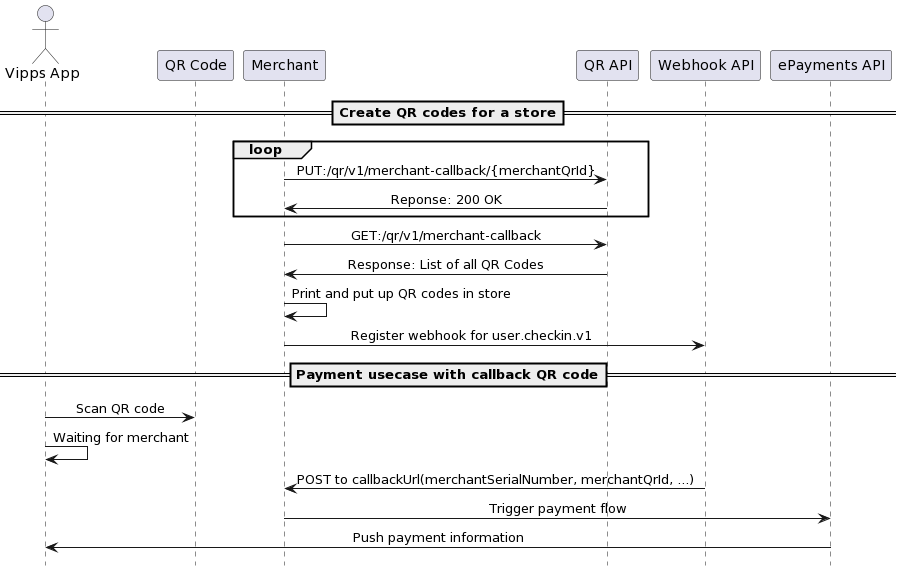 Vipps App
QR Code
Merchant
QR API
Webhook API
ePayments API
Create QR codes for a store
loop
PUT:/qr/v1/merchant-callback/{merchantQrId}
Reponse: 200 OK
GET:/qr/v1/merchant-callback
Response: List of all QR Codes
Print and put up QR codes in store
Register webhook for user.checkin.v1
Payment usecase with callback QR code
Scan QR code
Waiting for merchant
POST to callbackUrl(merchantSerialNumber, merchantQrId, ...)
Trigger payment flow
Push payment information